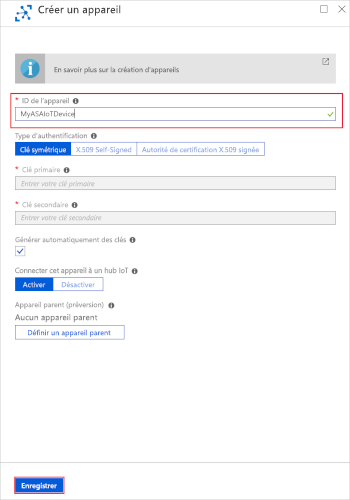 Créer un appareil
En savoir plus sur la création d'appareils
* ID de l'appareil
MyASAIoTDevice
Type d'authentification
Clé symétrique X.509 Self-Signed Autorité de certification X.509 signée
* Clé primaire
Entrer votre clé primaire
* Clé secondaire
Entrer votre clé secondaire
Générer automatiquement des clés
Connecter cet appareil à un hub IoT
Activer Désactiver
Appareil parent (préversion)
Aucun appareil parent
Définir un appareil parent
Enregistrer